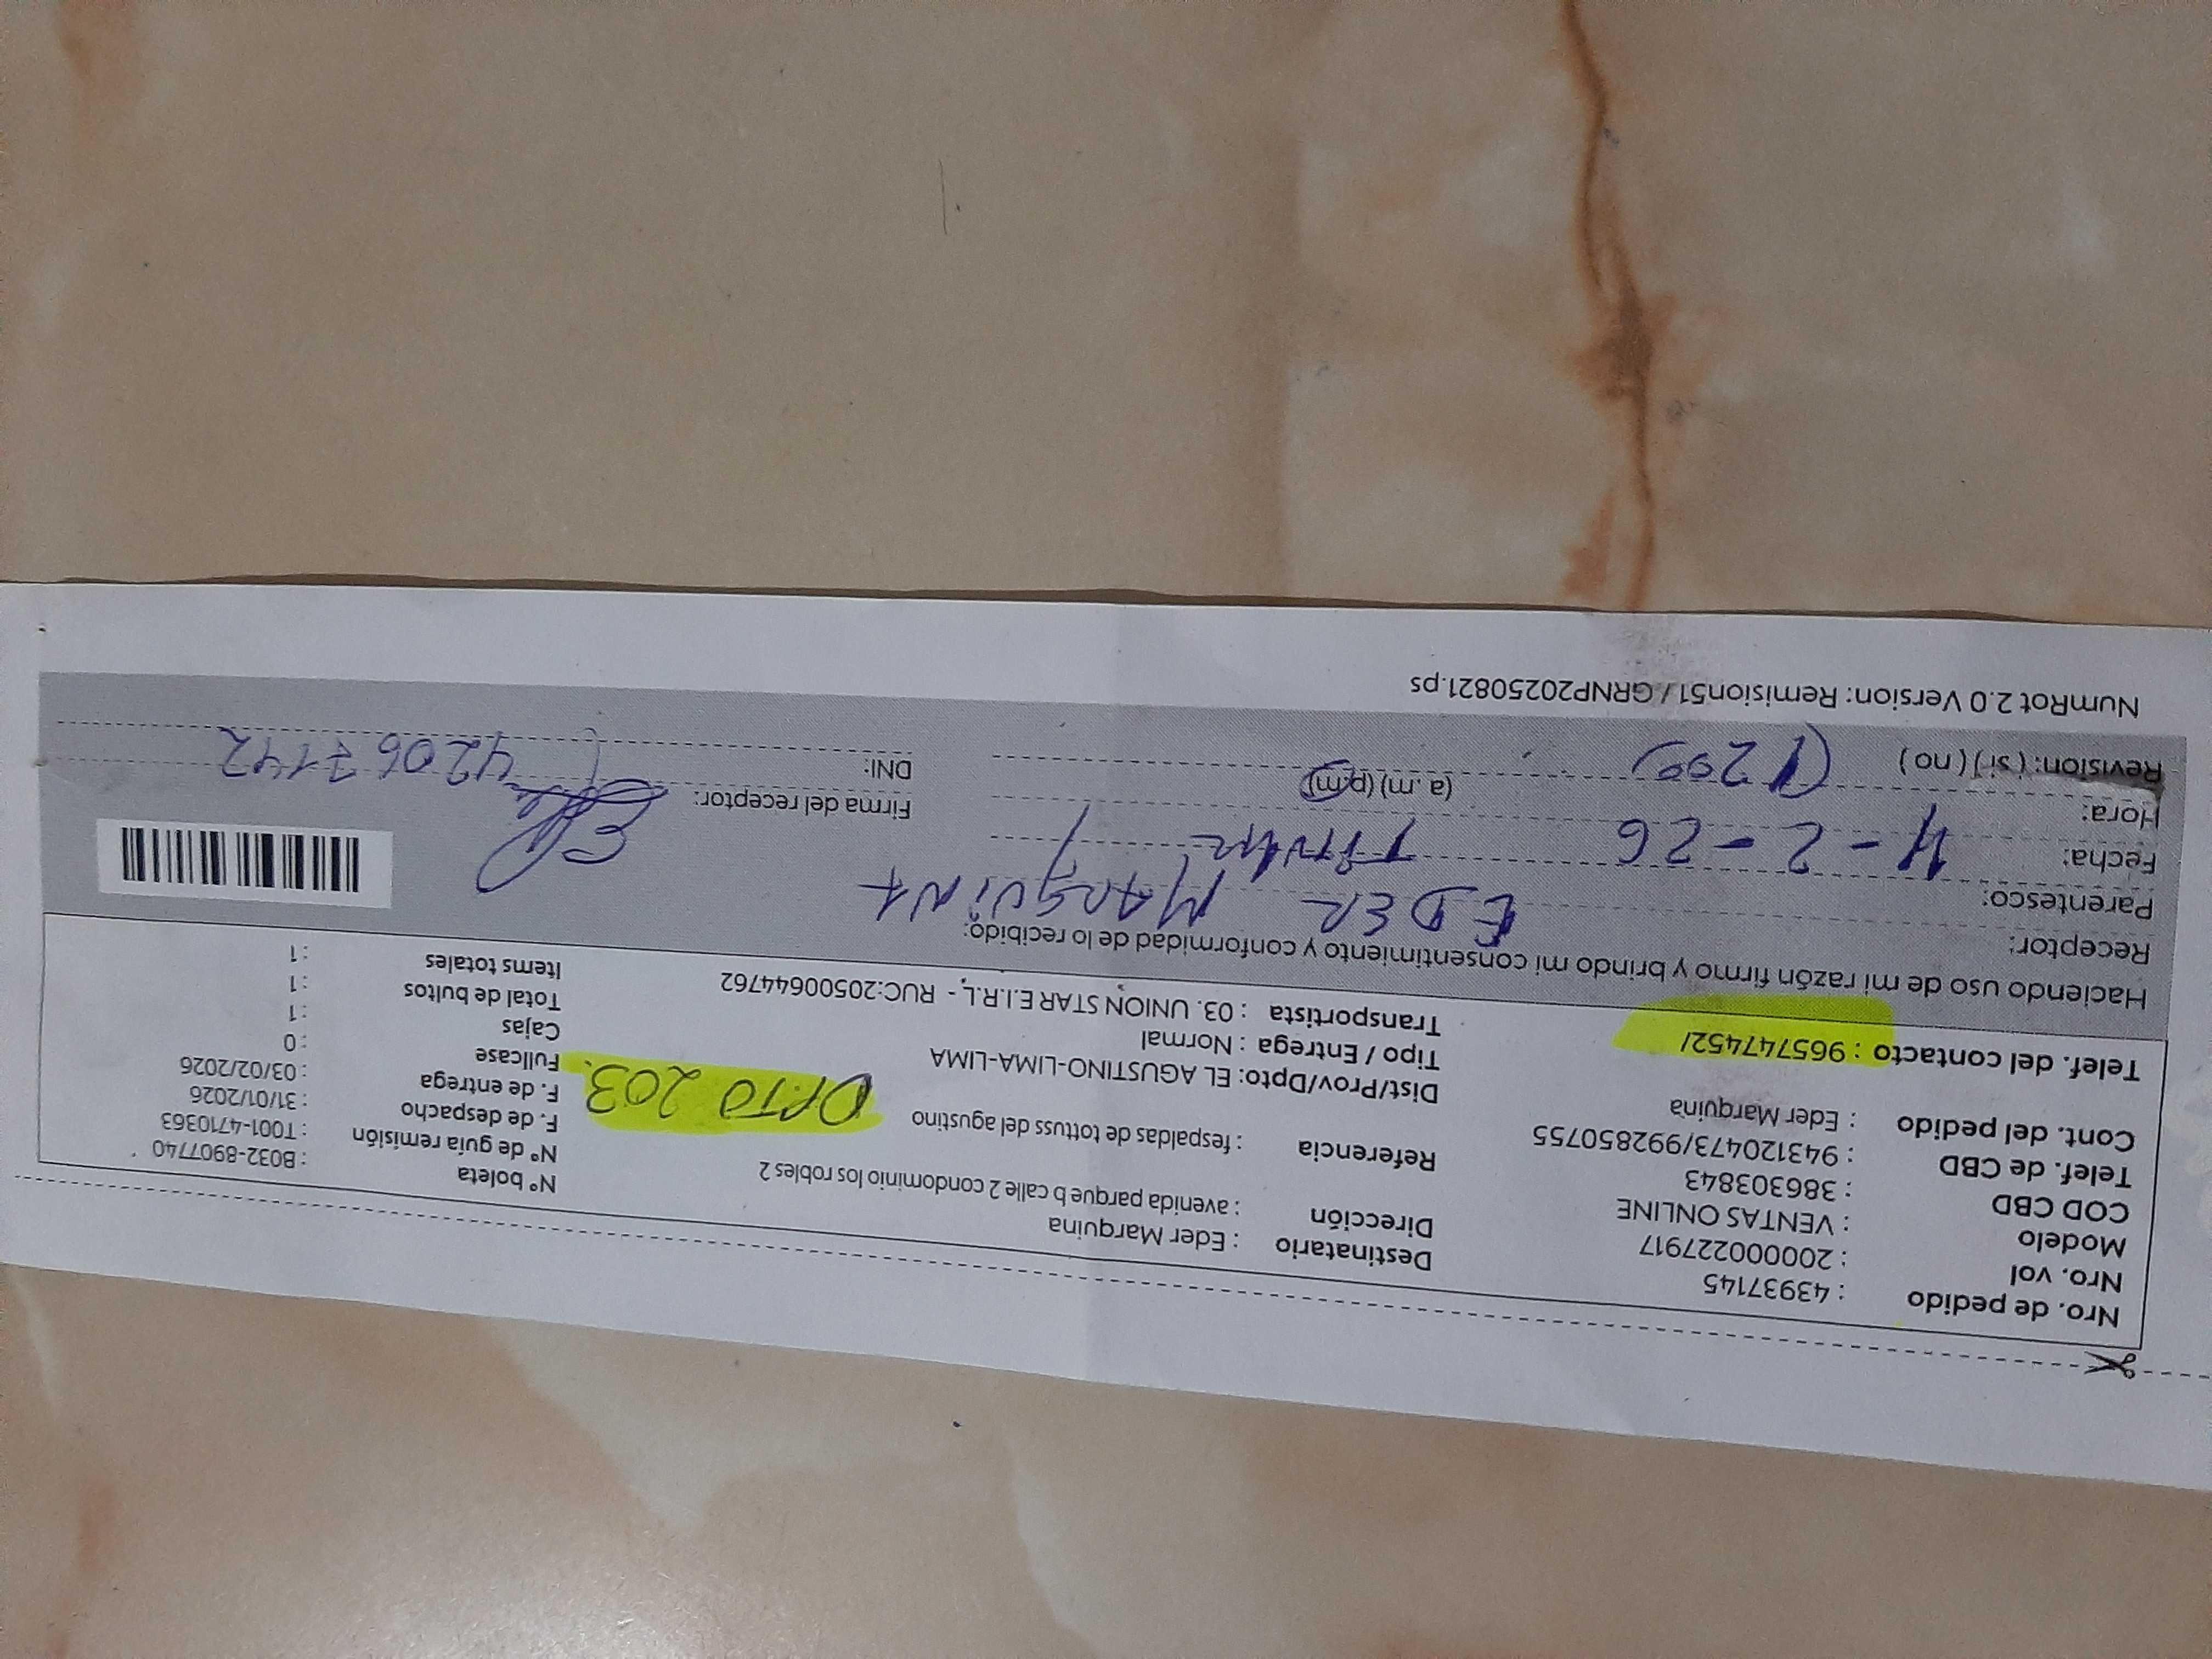 Nro. de pedido : 43937145
Nro. vol : 2000000227917
Modelo : VENTAS ONLINE
COD CBD : 386303843
Telef. de CBD : 943120473/992850755
Cont. del pedido : Eder Marquina
Telef. del contacto : 965747452/
Destinatario : Eder Marquina
Dirección : avenida parque b calle 2 condominio los robles 2
Referencia : fespaldas de tottuss del agustino
DPTO 203.
Dist/Prov/Dpto: EL AGUSTINO-LIMA-LIMA
Tipo / Entrega : Normal
Transportista : 03. UNION STAR E.I.R.L. - RUC:20500644762
Nº boleta : B032-8907740
Nº de guía remisión : T001-4710363
F. de despacho : 31/01/2026
F. de entrega : 03/02/2026
Fullcase : 0
Cajas : 1
Total de bultos : 1
Items totales : 1
Haciendo uso de mi razón firmo y brindo mi consentimiento y conformidad de lo recibido:
Receptor: EDER MARQUINA
Parentesco: Titular
Fecha: 4-2-26
Hora: (a.m) (p.m)
Revision: ( si ) ( no )
Firma del receptor:
DNI: 42067142
NumRot 2.0 Version: Remision51 / GRNP20250821.ps